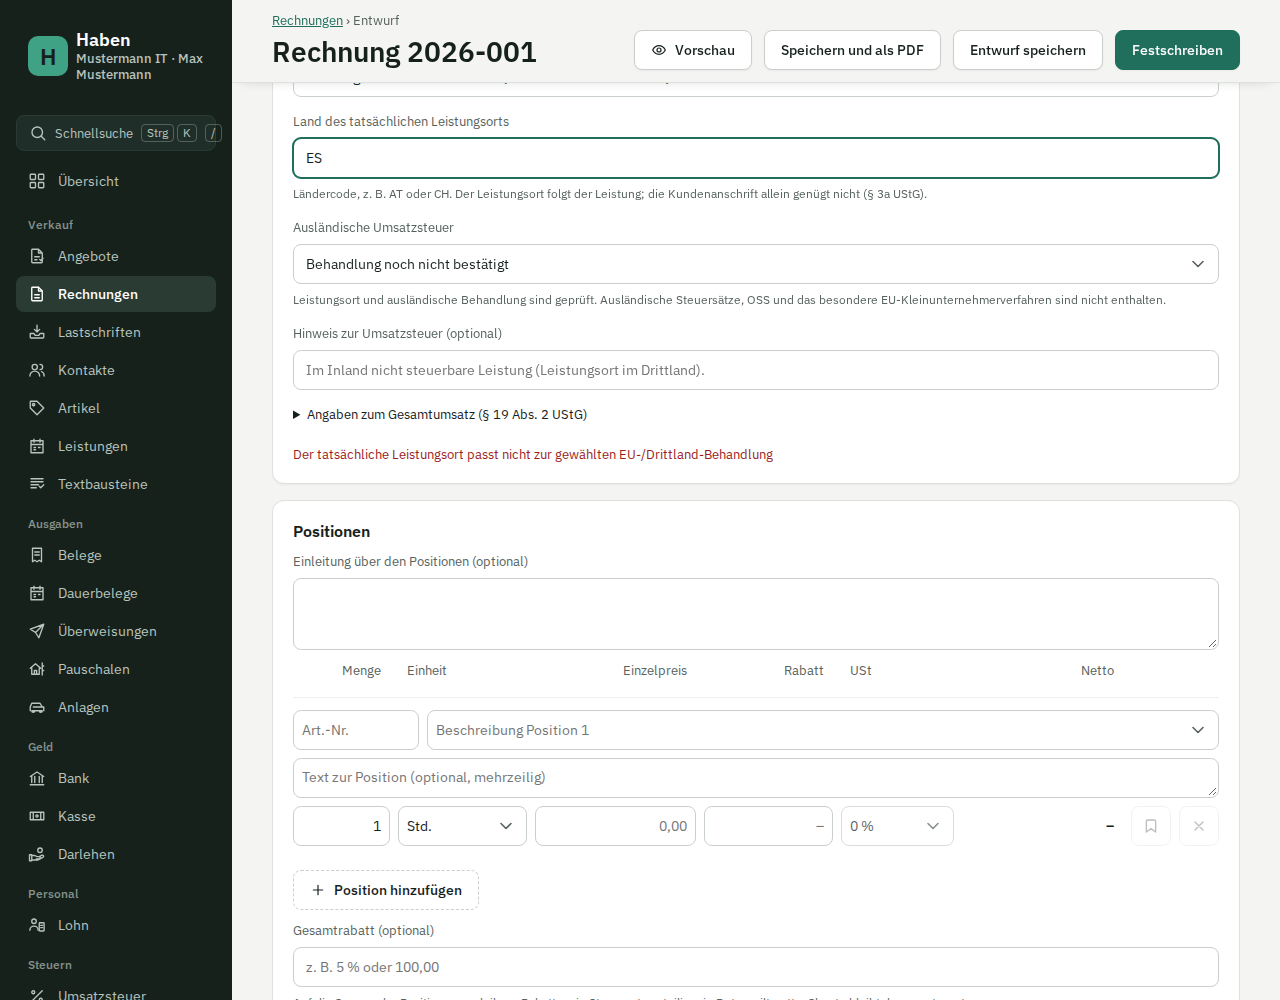 H
Haben
Mustermann IT · Max
Mustermann
Schnellsuche Strg K /
Übersicht
Verkauf
Angebote
Rechnungen
Lastschriften
Kontakte
Artikel
Leistungen
Textbausteine
Ausgaben
Belege
Dauerbelege
Überweisungen
Pauschalen
Anlagen
Geld
Bank
Kasse
Darlehen
Personal
Lohn
Steuern
Umsatzsteuer
Rechnungen › Entwurf
Rechnung 2026-001
Vorschau
Speichern und als PDF
Entwurf speichern
Festschreiben
Land des tatsächlichen Leistungsorts
ES
Ländercode, z. B. AT oder CH. Der Leistungsort folgt der Leistung; die Kundenanschrift allein genügt nicht (§ 3a UStG).
Ausländische Umsatzsteuer
Behandlung noch nicht bestätigt
Leistungsort und ausländische Behandlung sind geprüft. Ausländische Steuersätze, OSS und das besondere EU-Kleinunternehmerverfahren sind nicht enthalten.
Hinweis zur Umsatzsteuer (optional)
Im Inland nicht steuerbare Leistung (Leistungsort im Drittland).
Angaben zum Gesamtumsatz (§ 19 Abs. 2 UStG)
Der tatsächliche Leistungsort passt nicht zur gewählten EU-/Drittland-Behandlung
Positionen
Einleitung über den Positionen (optional)
Menge Einheit Einzelpreis Rabatt USt Netto
Art.-Nr. Beschreibung Position 1
Text zur Position (optional, mehrzeilig)
1 Std. 0,00 – 0 % –
Position hinzufügen
Gesamtrabatt (optional)
z. B. 5 % oder 100,00